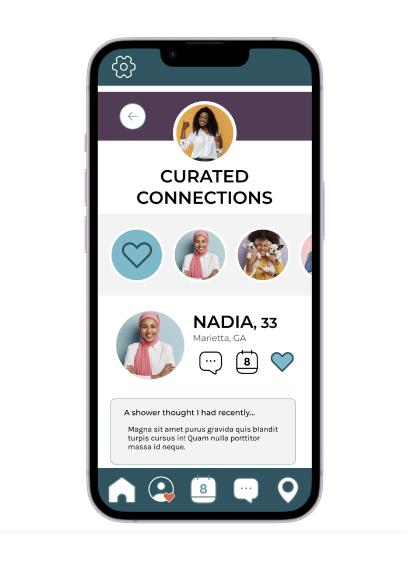 CURATED
CONNECTIONS
NADIA, 33
Marietta, GA
8
A shower thought I had recently...
Magna sit amet purus gravida quis blandit
turpis cursus in! Quam nulla porttitor
massa id neque.
8